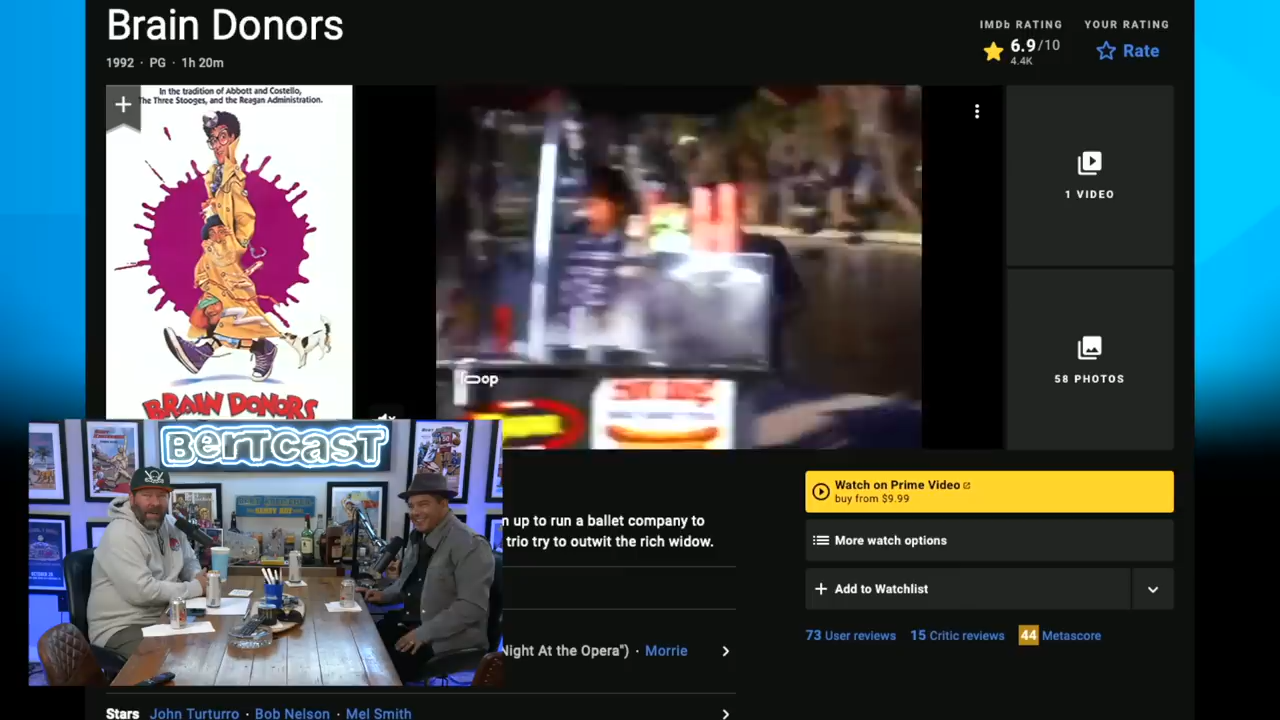 Brain Donors
1992 · PG · 1h 20m
IMDb RATING
6.9/10
4.4K
YOUR RATING
Rate
In the tradition of Abbott and Costello,
The Three Stooges, and the Reagan Administration.
BRAIN DONORS
loop
1 VIDEO
58 PHOTOS
BERTCAST
n up to run a ballet company to
trio try to outwit the rich widow.
Night At the Opera") · Morrie
Stars John Turturro · Bob Nelson · Mel Smith
Watch on Prime Video
buy from $9.99
More watch options
Add to Watchlist
73 User reviews 15 Critic reviews 44 Metascore